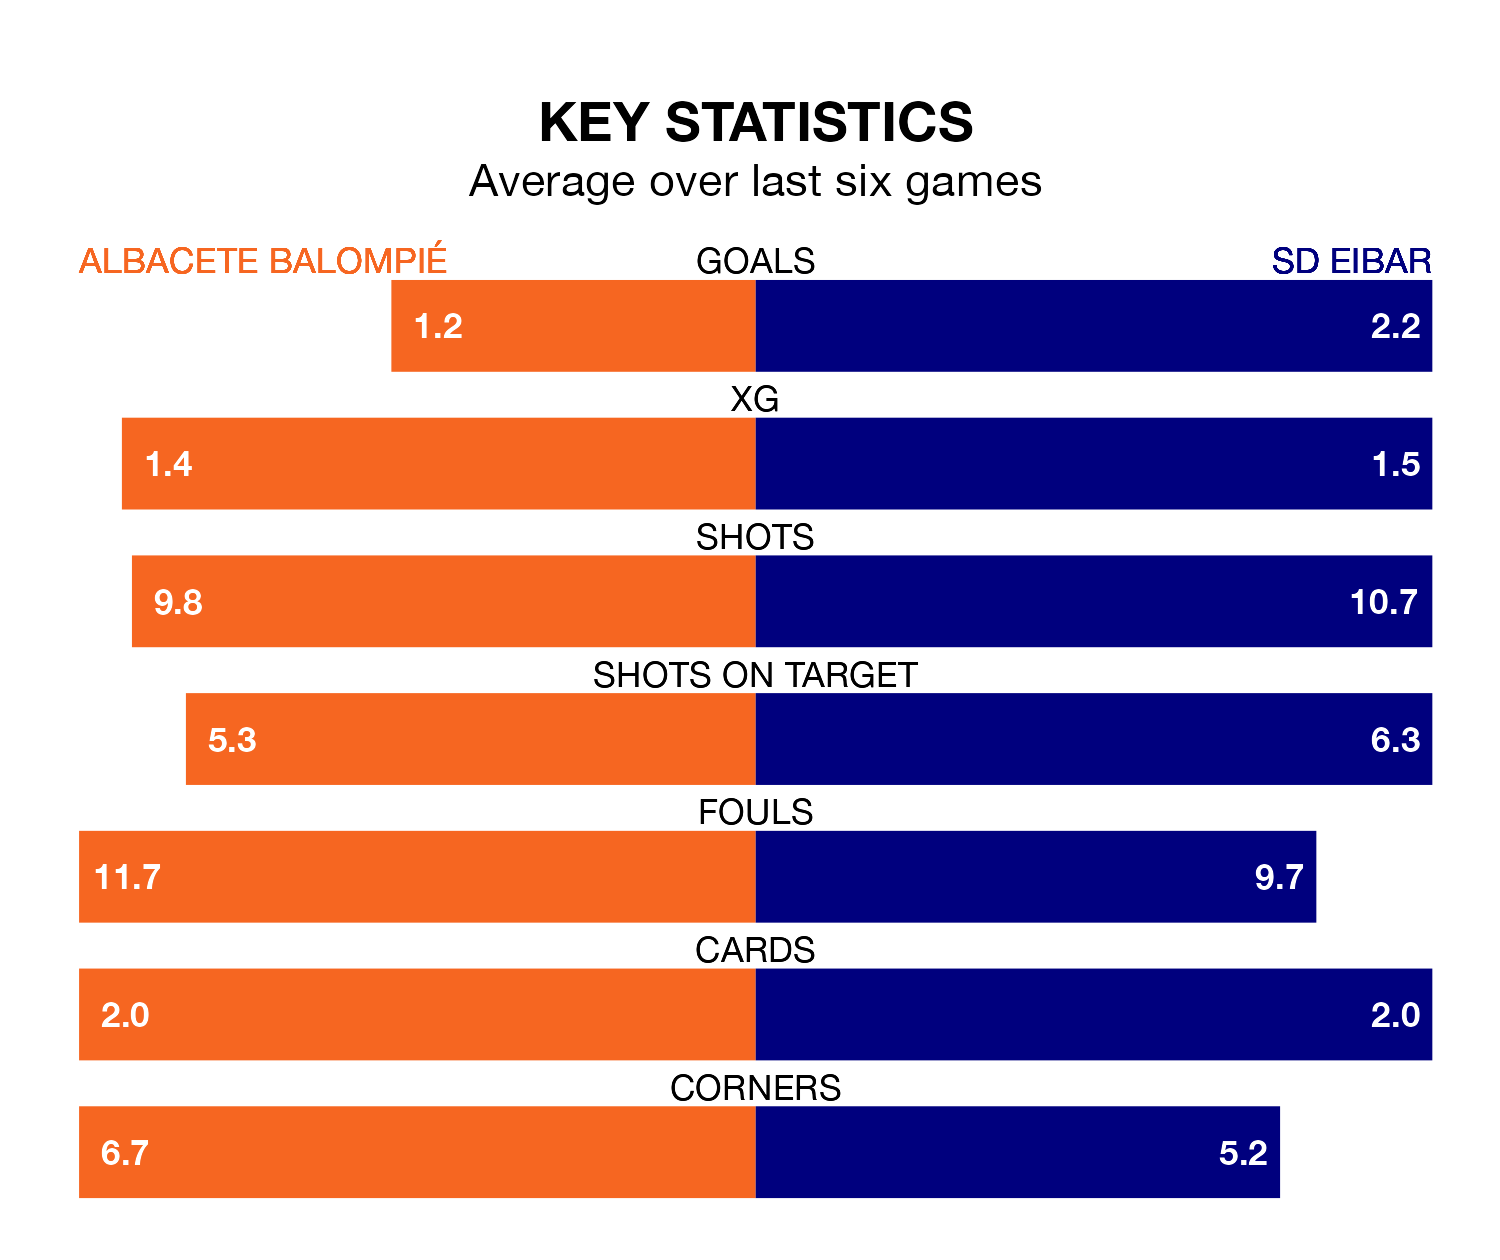 KEY STATISTICS
Average over last six games
ALBACETE BALOMPIÉ GOALS SD EIBAR
1.2 2.2
XG
1.4 1.5
SHOTS
9.8 10.7
SHOTS ON TARGET
5.3 6.3
FOULS
11.7 9.7
CARDS
2.0 2.0
CORNERS
6.7 5.2